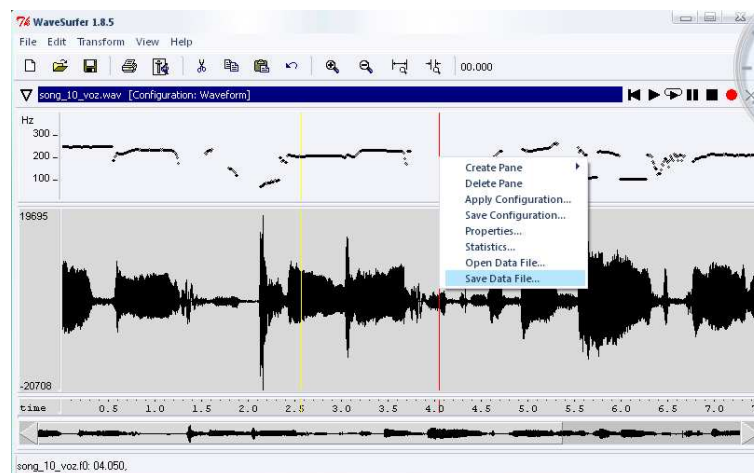 WaveSurfer 1.8.5
File Edit Transform View Help
00.000
song_10_voz.wav [Configuration: Waveform]
Hz
300
200
100
Create Pane
Delete Pane
Apply Configuration...
Save Configuration...
Properties...
Statistics...
Open Data File...
Save Data File...
19695
-20708
time 0.5 1.0 1.5 2.0 2.5 3.0 3.5 4.0 4.5 5.0 5.5 6.0 6.5 7.0
song_10_voz.f0: 04.050,